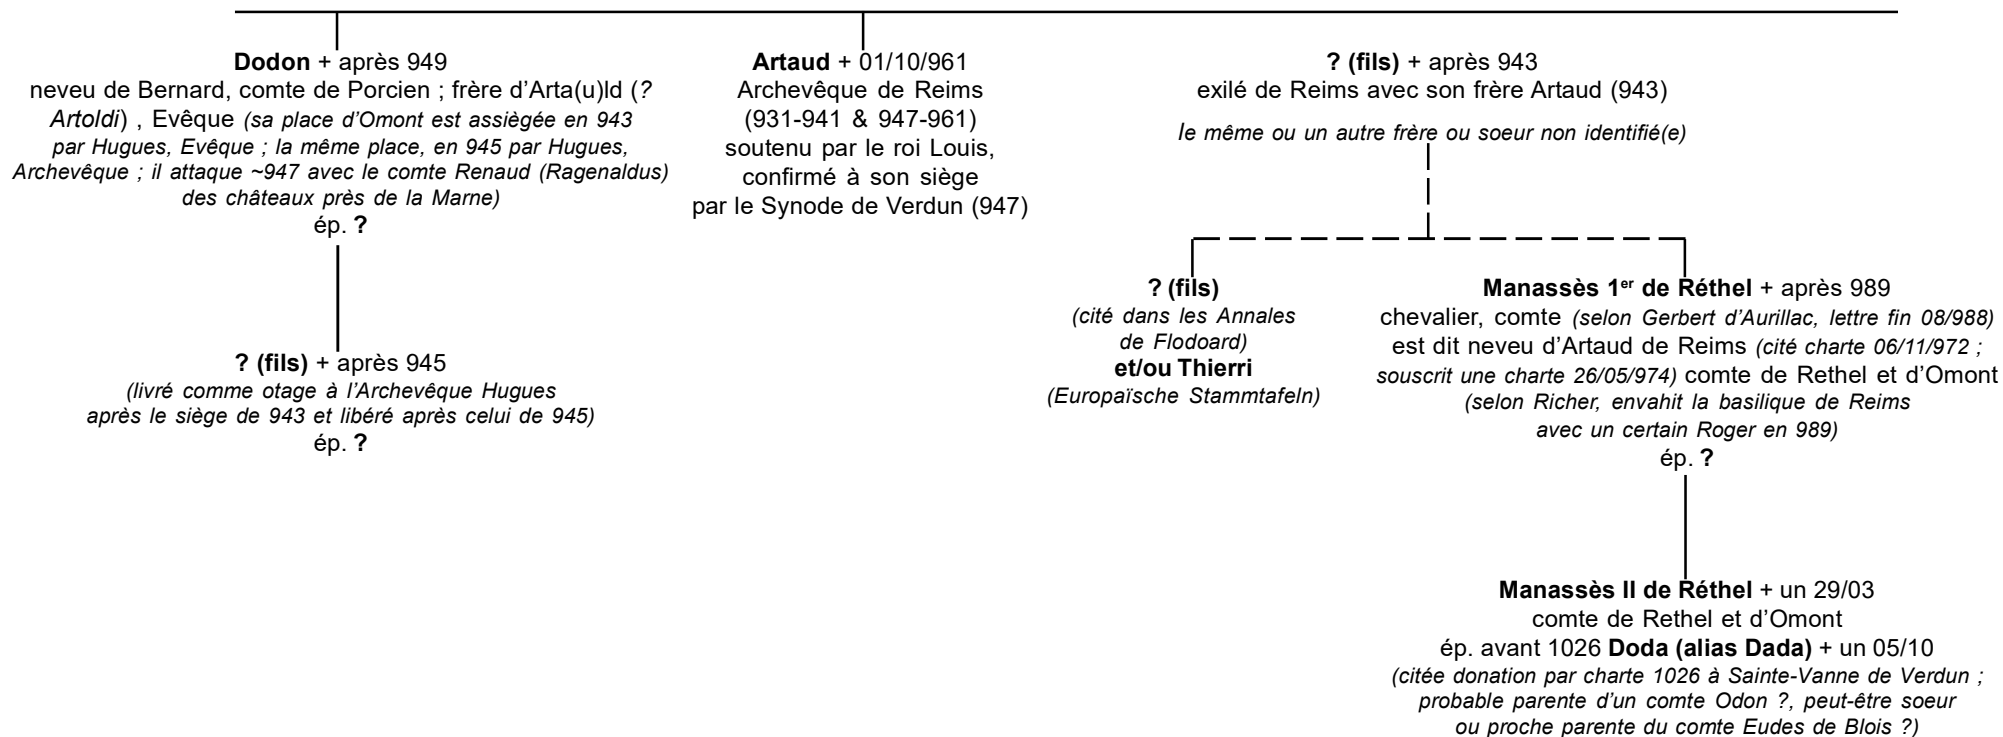 Dodon + après 949
neveu de Bernard, comte de Porcien ; frère d'Arta(u)ld (?
Artoldi) , Evêque (sa place d'Omont est assiègée en 943
par Hugues, Evêque ; la même place, en 945 par Hugues,
Archevêque ; il attaque ~947 avec le comte Renaud (Ragenaldus)
des châteaux près de la Marne)
ép. ?
? (fils) + après 945
(livré comme otage à l'Archevêque Hugues
après le siège de 943 et libéré après celui de 945)
ép. ?
Artaud + 01/10/961
Archevêque de Reims
(931-941 & 947-961)
soutenu par le roi Louis,
confirmé à son siège
par le Synode de Verdun (947)
? (fils) + après 943
exilé de Reims avec son frère Artaud (943)
le même ou un autre frère ou soeur non identifié(e)
? (fils)
(cité dans les Annales
de Flodoard)
et/ou Thierri
(Europaïsche Stammtafeln)
Manassès 1er de Réthel + après 989
chevalier, comte (selon Gerbert d'Aurillac, lettre fin 08/988)
est dit neveu d'Artaud de Reims (cité charte 06/11/972 ;
souscrit une charte 26/05/974) comte de Rethel et d'Omont
(selon Richer, envahit la basilique de Reims
avec un certain Roger en 989)
ép. ?
Manassès II de Réthel + un 29/03
comte de Rethel et d'Omont
ép. avant 1026 Doda (alias Dada) + un 05/10
(citée donation par charte 1026 à Sainte-Vanne de Verdun ;
probable parente d'un comte Odon ?, peut-être soeur
ou proche parente du comte Eudes de Blois ?)